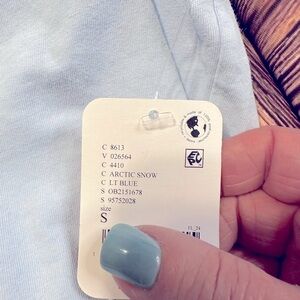 C 8613
V 026564
C 4410
C ARCTIC SNOW
C LT BLUE
S OB2151678
S 95752028
size
S